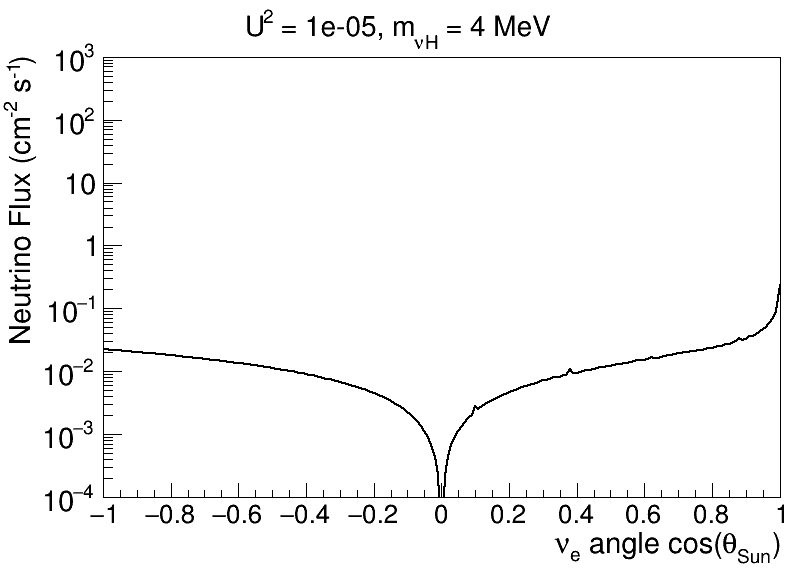 U² = 1e-05, m_νH = 4 MeV
Neutrino Flux (cm⁻² s⁻¹)
10³
10²
10
1
10⁻¹
10⁻²
10⁻³
10⁻⁴
−1 −0.8 −0.6 −0.4 −0.2 0 0.2 0.4 0.6 0.8 1
ν_e angle cos(θ_Sun)